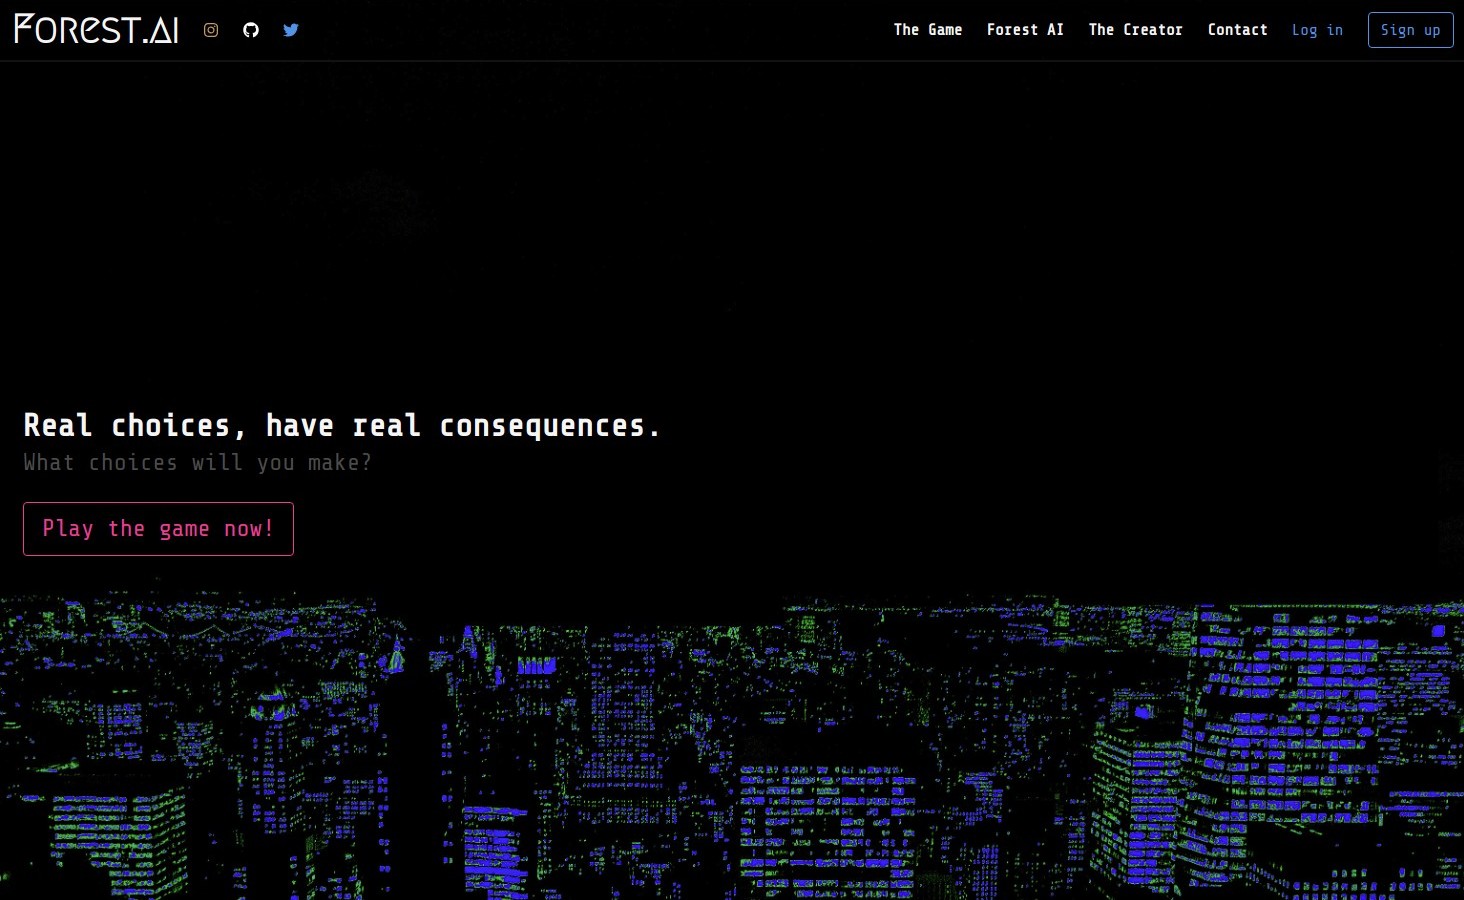 Forest.AI
The Game Forest AI The Creator Contact Log in Sign up
Real choices, have real consequences.
What choices will you make?
Play the game now!